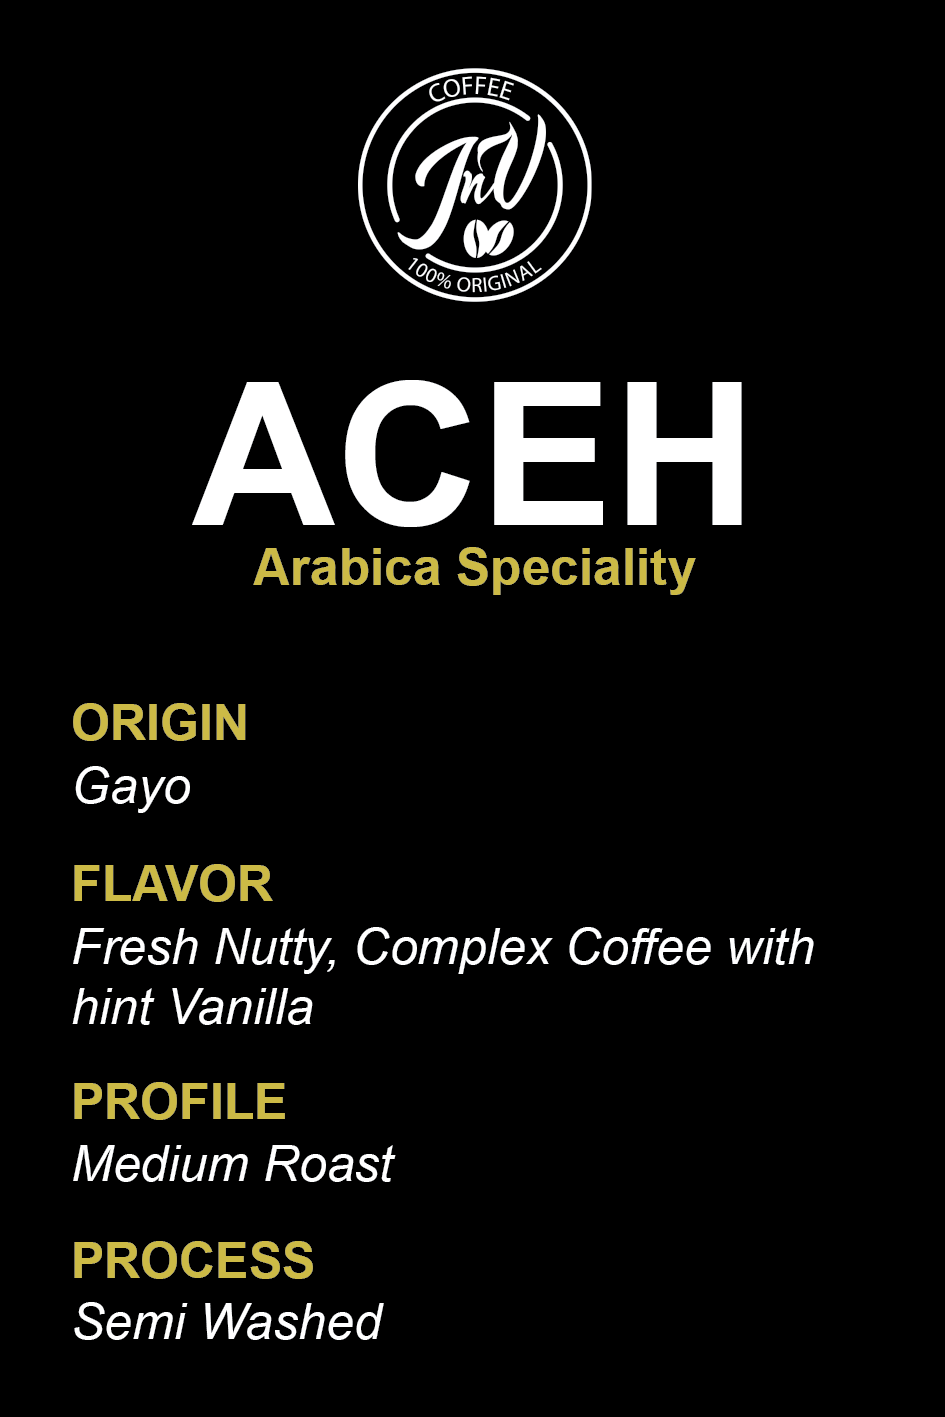 COFFEE
JnV
100% ORIGINAL
ACEH
Arabica Speciality
ORIGIN
Gayo
FLAVOR
Fresh Nutty, Complex Coffee with
hint Vanilla
PROFILE
Medium Roast
PROCESS
Semi Washed